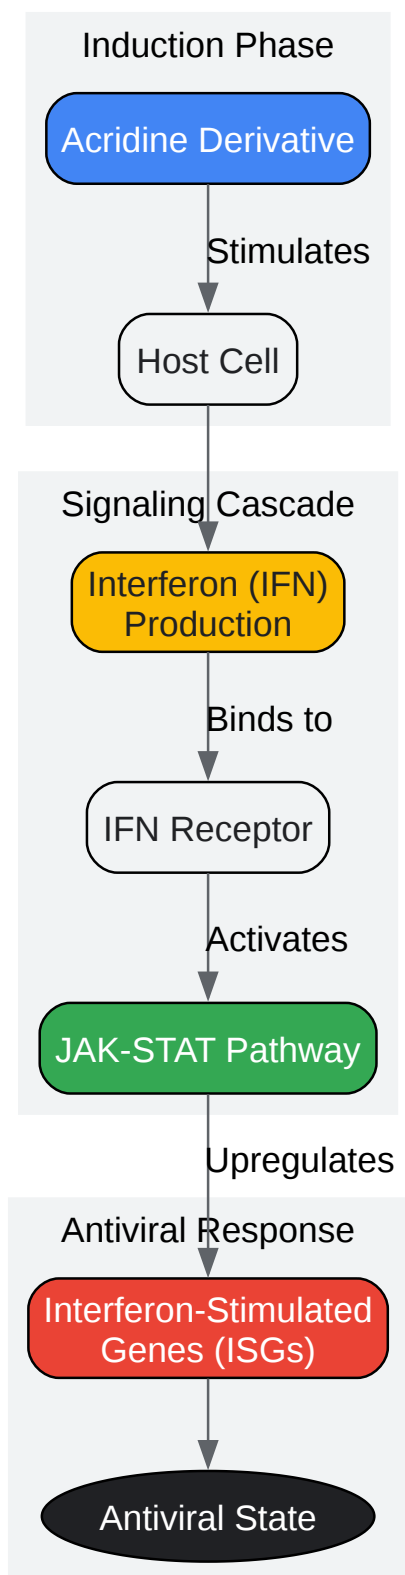 Induction Phase
Acridine Derivative
Stimulates
Host Cell
Signaling Cascade
Interferon (IFN)
Production
Binds to
IFN Receptor
Activates
JAK-STAT Pathway
Upregulates
Antiviral Response
Interferon-Stimulated
Genes (ISGs)
Antiviral State